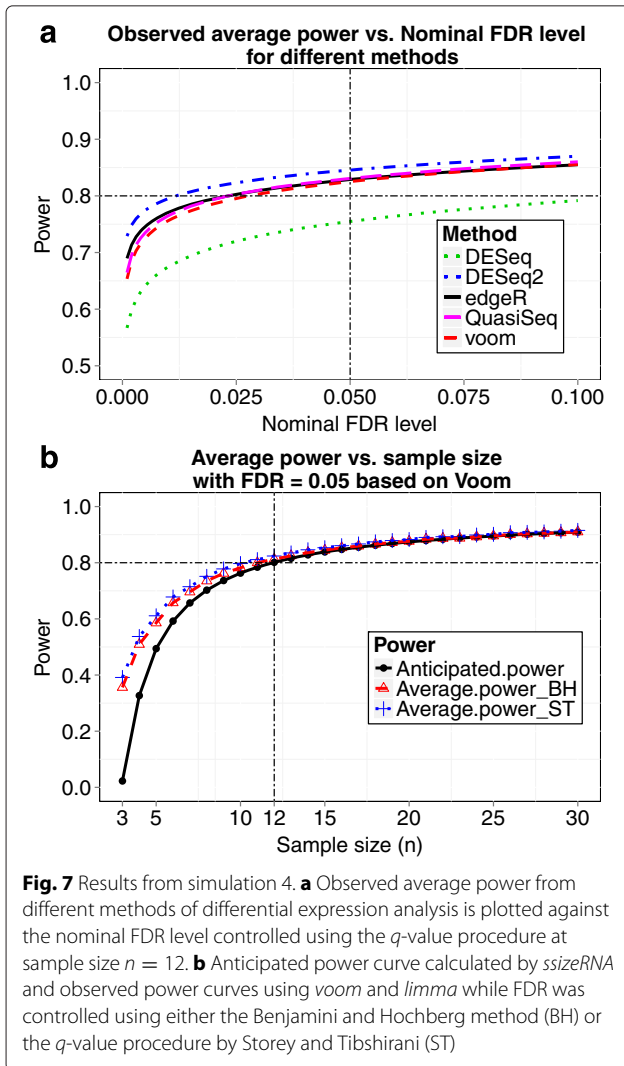 a
Observed average power vs. Nominal FDR level
for different methods
1.0
0.9
0.8
0.7
0.6
0.5
Power
Method
DESeq
DESeq2
edgeR
QuasiSeq
voom
0.000 0.025 0.050 0.075 0.100
Nominal FDR level
b
Average power vs. sample size
with FDR = 0.05 based on Voom
1.0
0.8
0.6
0.4
0.2
0.0
Power
Power
Anticipated.power
Average.power_BH
Average.power_ST
3 5 10 12 15 20 25 30
Sample size (n)
Fig. 7 Results from simulation 4. a Observed average power from
different methods of differential expression analysis is plotted against
the nominal FDR level controlled using the q-value procedure at
sample size n = 12. b Anticipated power curve calculated by ssizeRNA
and observed power curves using voom and limma while FDR was
controlled using either the Benjamini and Hochberg method (BH) or
the q-value procedure by Storey and Tibshirani (ST)